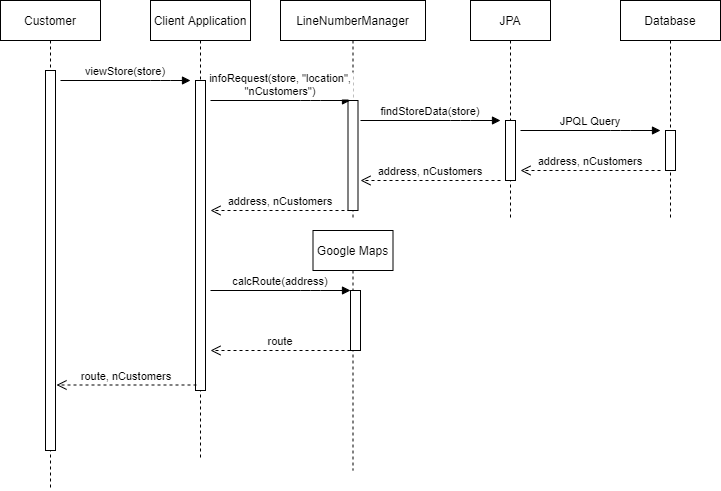 Customer
Client Application
LineNumberManager
JPA
Database
viewStore(store)
infoRequest(store, "location",
"nCustomers")
findStoreData(store)
JPQL Query
address, nCustomers
address, nCustomers
address, nCustomers
Google Maps
calcRoute(address)
route
route, nCustomers